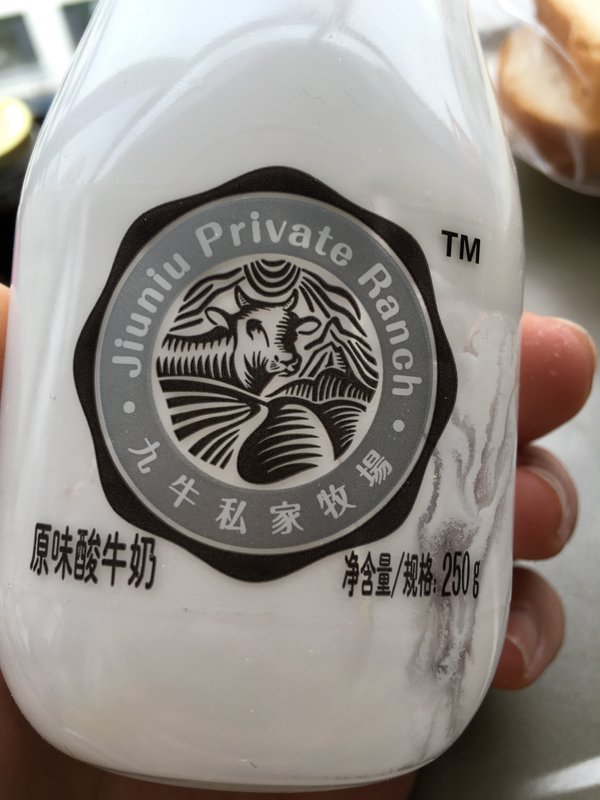 Jiuniu Private Ranch
TM
九牛私家牧場
原味酸牛奶
净含量/规格: 250g